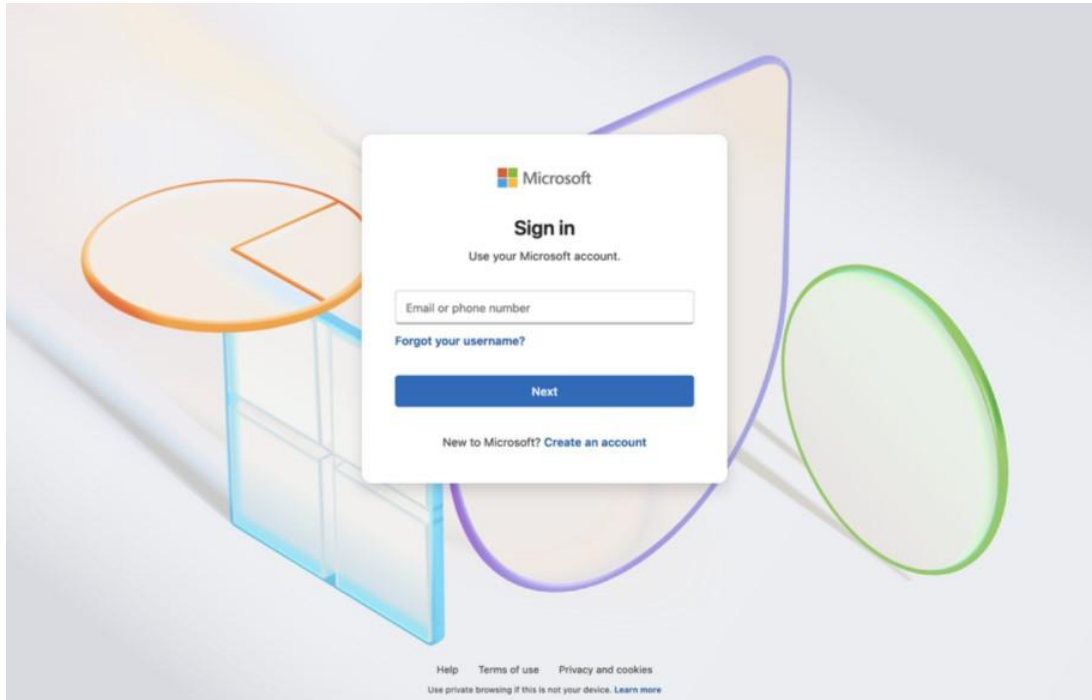 Microsoft
Sign in
Use your Microsoft account.
Email or phone number
Forgot your username?
Next
New to Microsoft? Create an account
Help Terms of use Privacy and cookies
Use private browsing if this is not your device. Learn more